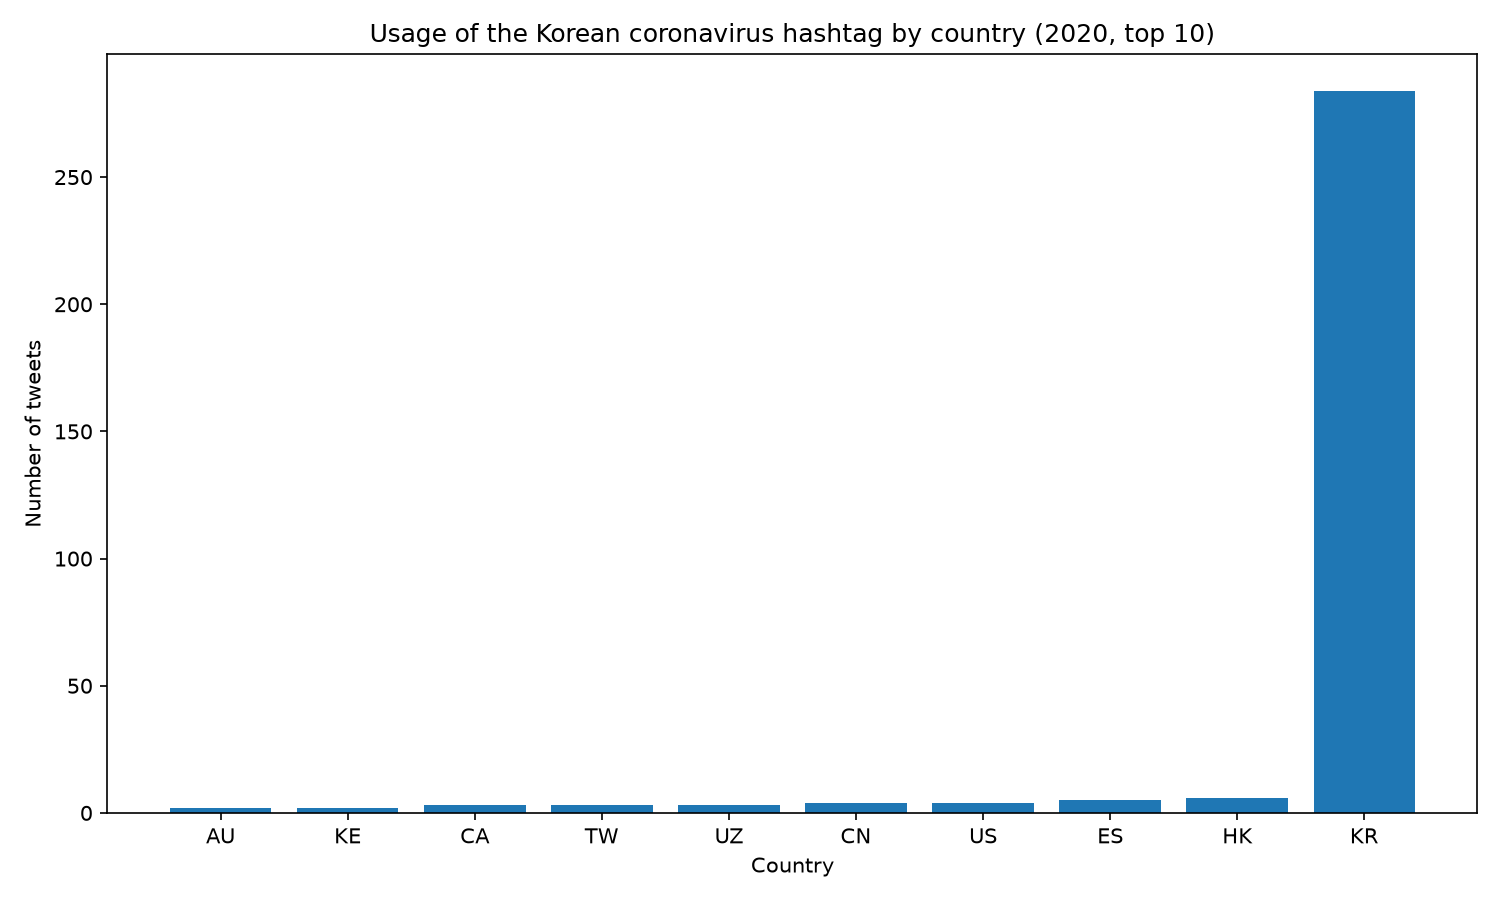 Usage of the Korean coronavirus hashtag by country (2020, top 10)
Number of tweets
250
200
150
100
50
0
AU KE CA TW UZ CN US ES HK KR
Country